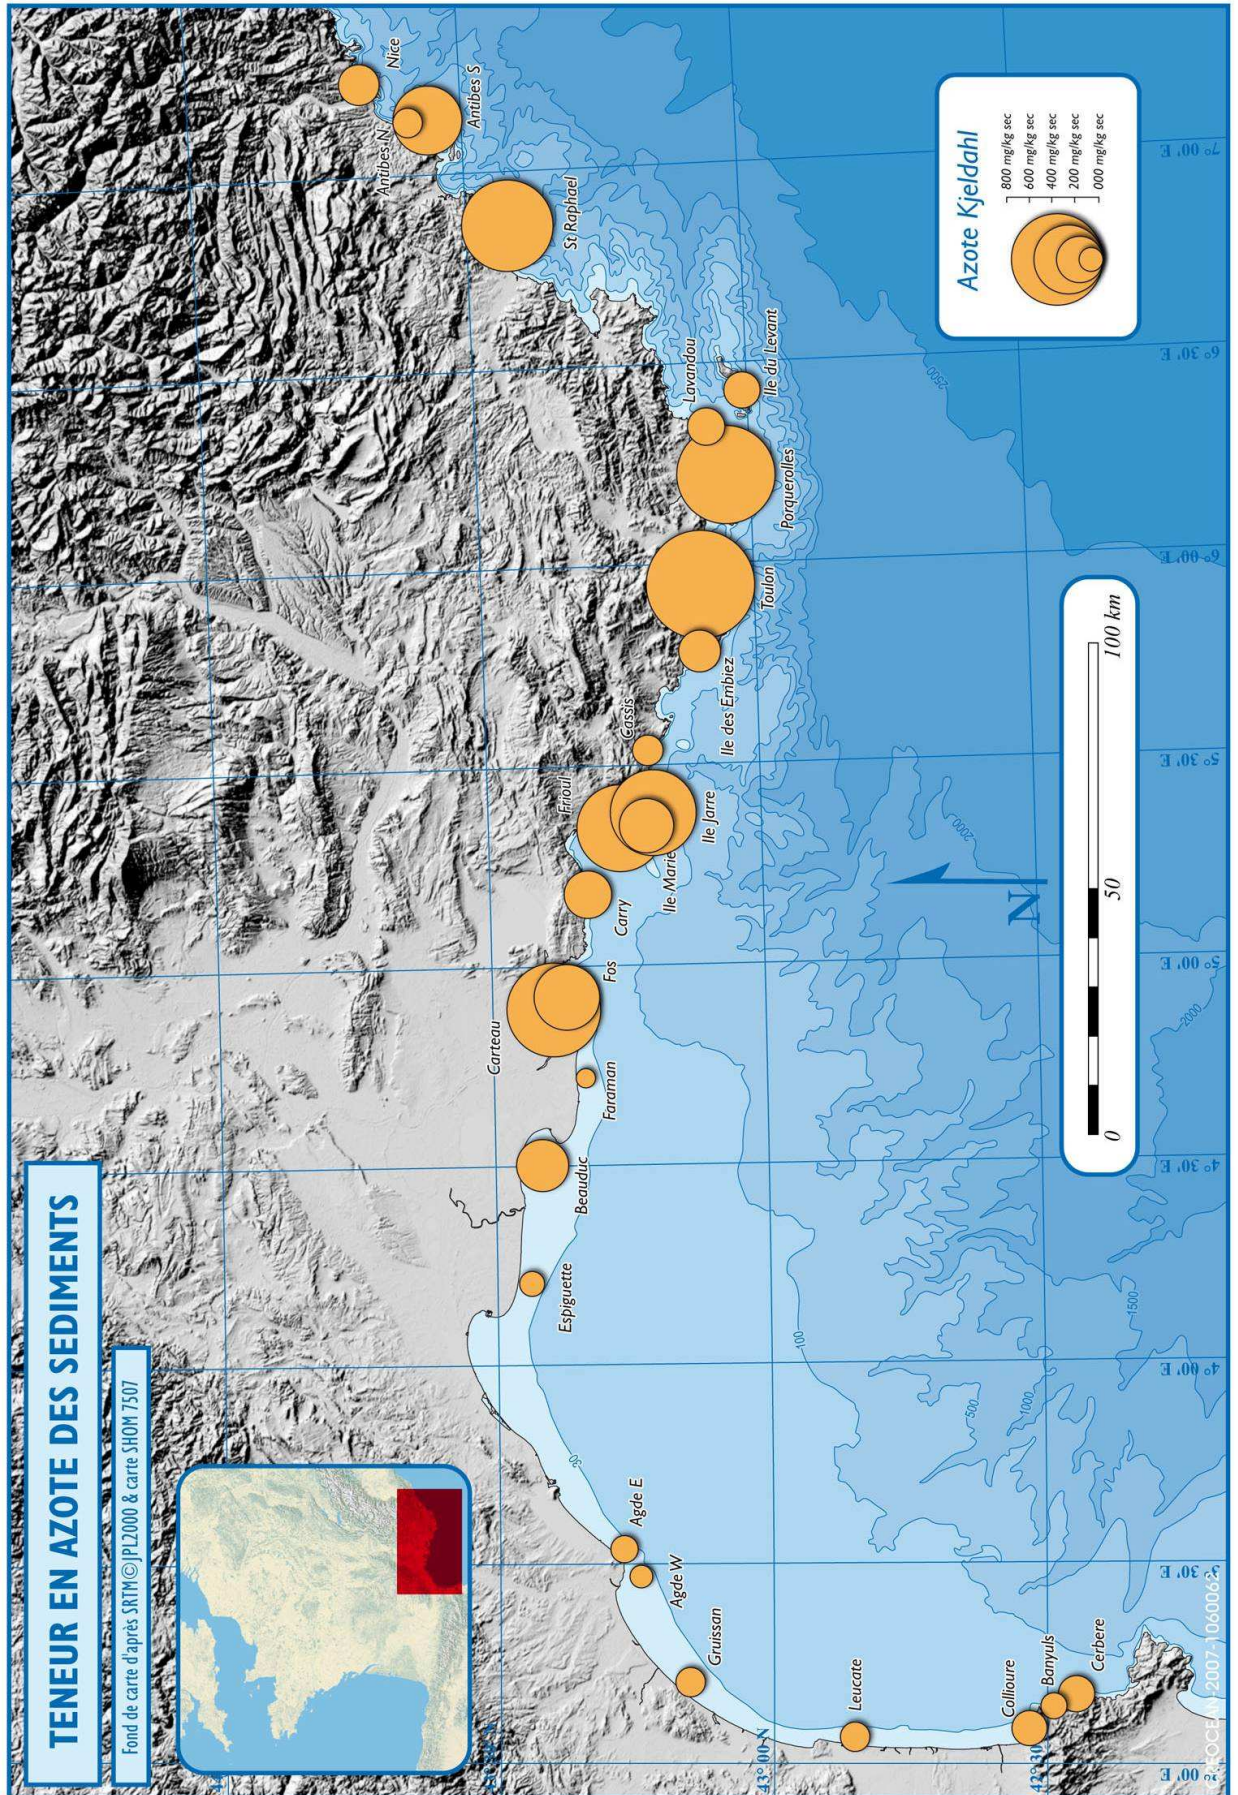 TENEUR EN AZOTE DES SEDIMENTS
Fond de carte d'après SRTM©JPL2000 & carte SHOM 7507
Nice
Antibes N
Antibes S
St Raphael
Lavandou
Ile du Levant
Porquerolles
Toulon
Ile des Embiez
Cassis
Frioul
Ile Jarre
Ile Marie
Carry
Fos
Carteau
Faraman
Beauduc
Espiguette
Agde E
Agde W
Gruissan
Leucate
Collioure
Banyuls
Cerbere
Azote Kjeldahl
800 mg/kg sec
600 mg/kg sec
400 mg/kg sec
200 mg/kg sec
000 mg/kg sec
0
50
100 km
N
50
100
500
1000
1500
2000
2000
2500
43° 00' N
42° 30'
00' E
30' E
4° 00' E
4° 30' E
5° 00' E
5° 30' E
6° 00' E
6° 30' E
7° 00' E